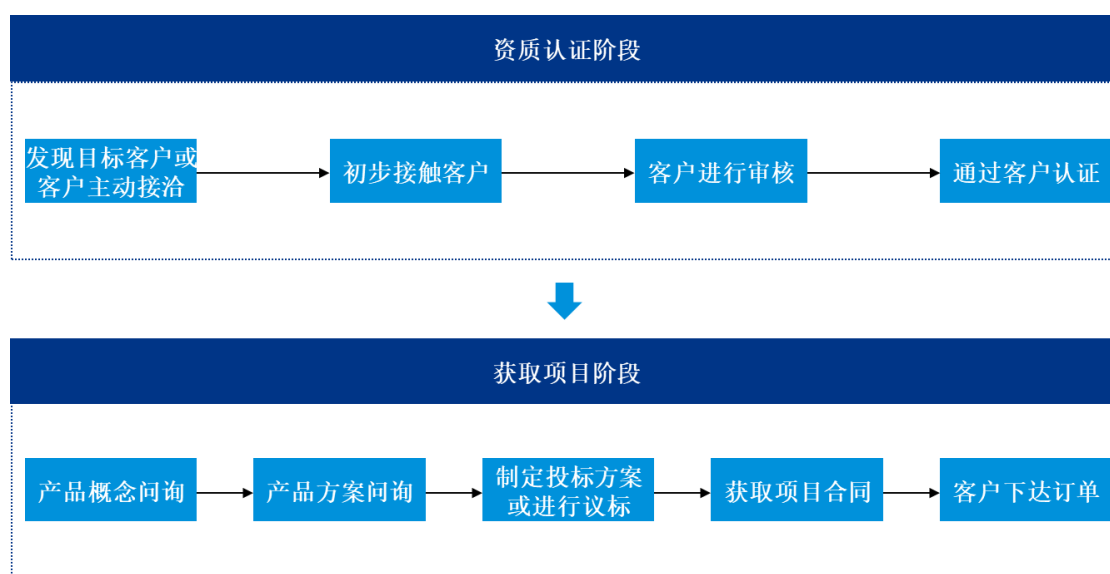 资质认证阶段
发现目标客户或
客户主动接洽
初步接触客户
客户进行审核
通过客户认证
获取项目阶段
产品概念问询
产品方案问询
制定投标方案
或进行议标
获取项目合同
客户下达订单